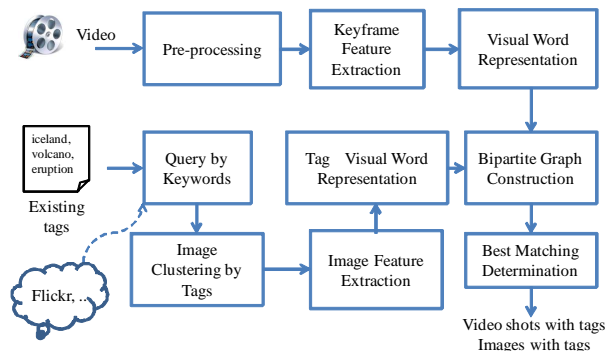 Video
Pre-processing
Keyframe
Feature
Extraction
Visual Word
Representation
iceland,
volcano,
eruption
Existing
tags
Query by
Keywords
Tag Visual Word
Representation
Bipartite Graph
Construction
Image
Clustering by
Tags
Image Feature
Extraction
Best Matching
Determination
Flickr, ..
Video shots with tags
Images with tags